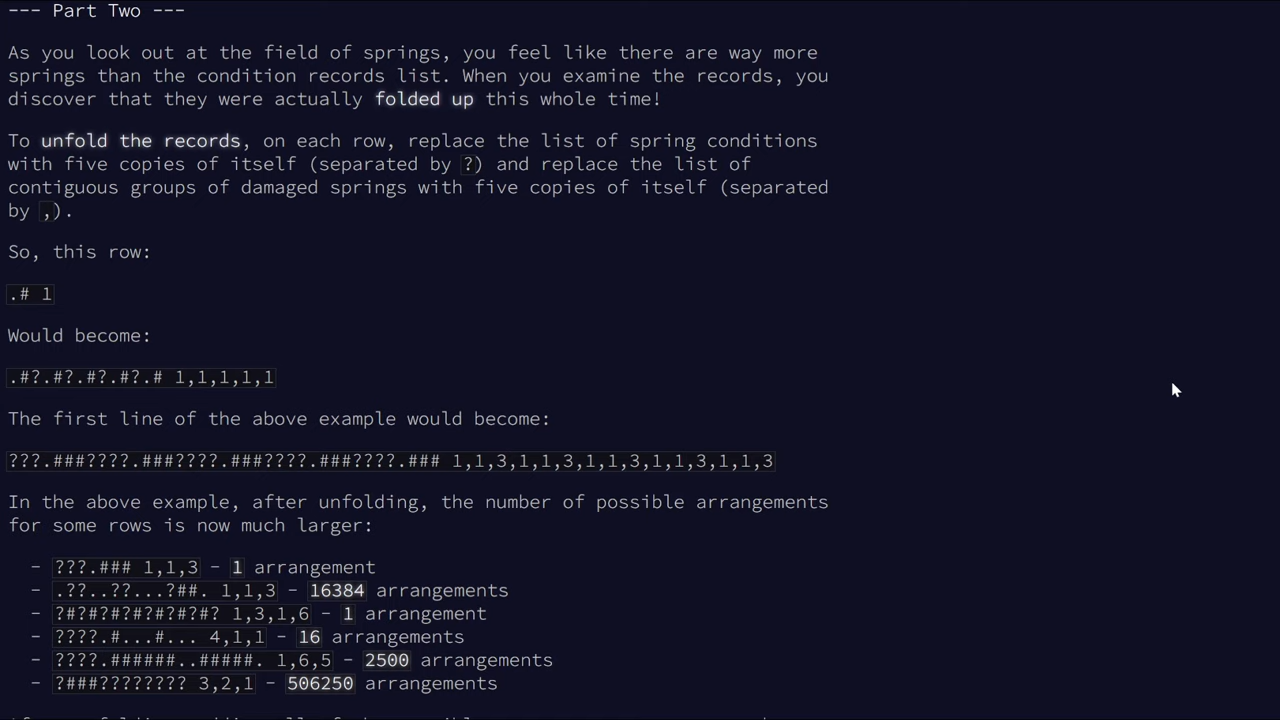 --- Part Two ---
As you look out at the field of springs, you feel like there are way more
springs than the condition records list. When you examine the records, you
discover that they were actually folded up this whole time!
To unfold the records, on each row, replace the list of spring conditions
with five copies of itself (separated by ?) and replace the list of
contiguous groups of damaged springs with five copies of itself (separated
by ,).
So, this row:
.# 1
Would become:
.#?.#?.#?.#?.# 1,1,1,1,1
The first line of the above example would become:
???.###????.###????.###????.###????.### 1,1,3,1,1,3,1,1,3,1,1,3,1,1,3
In the above example, after unfolding, the number of possible arrangements
for some rows is now much larger:
- ???.### 1,1,3 - 1 arrangement
- .??..??...?##. 1,1,3 - 16384 arrangements
- ?#?#?#?#?#?#?#? 1,3,1,6 - 1 arrangement
- ????.#...#... 4,1,1 - 16 arrangements
- ????.######..#####. 1,6,5 - 2500 arrangements
- ?###???????? 3,2,1 - 506250 arrangements